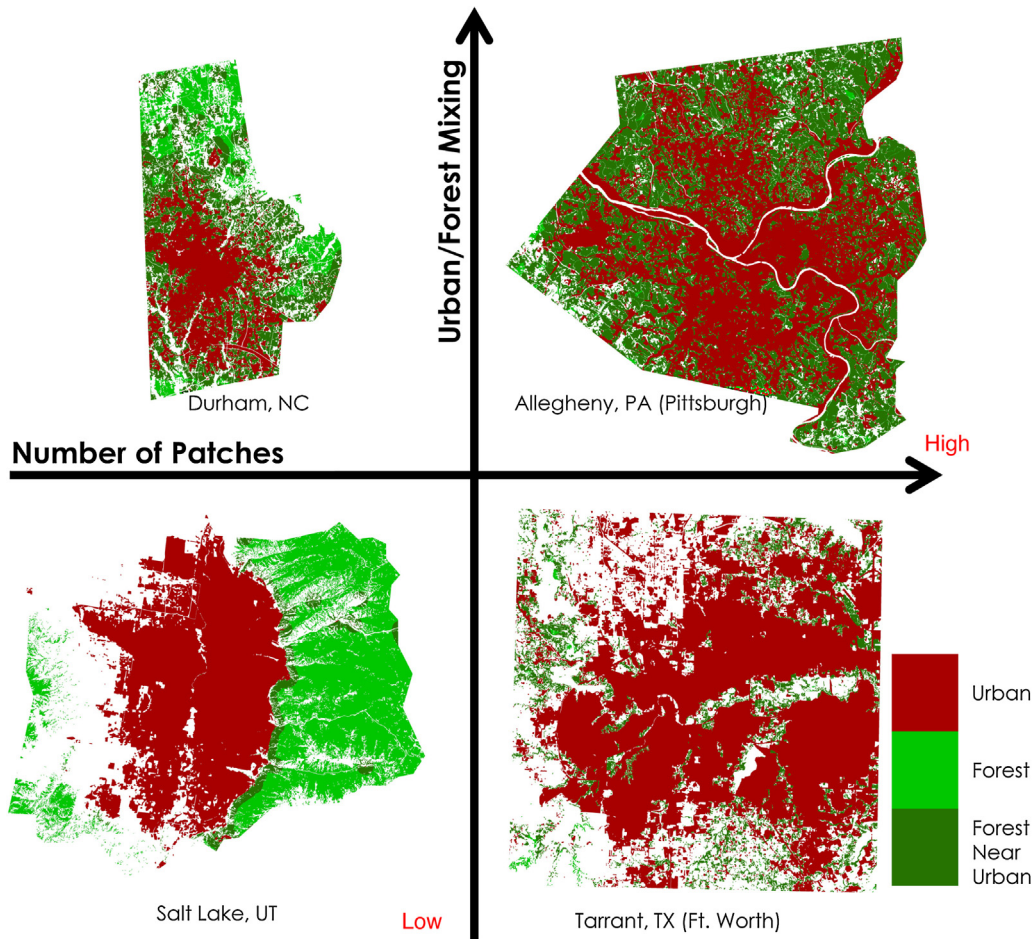 Urban/Forest Mixing
Durham, NC
Allegheny, PA (Pittsburgh)
Number of Patches
High
Urban
Forest
Forest
Near
Urban
Salt Lake, UT
Low
Tarrant, TX (Ft. Worth)